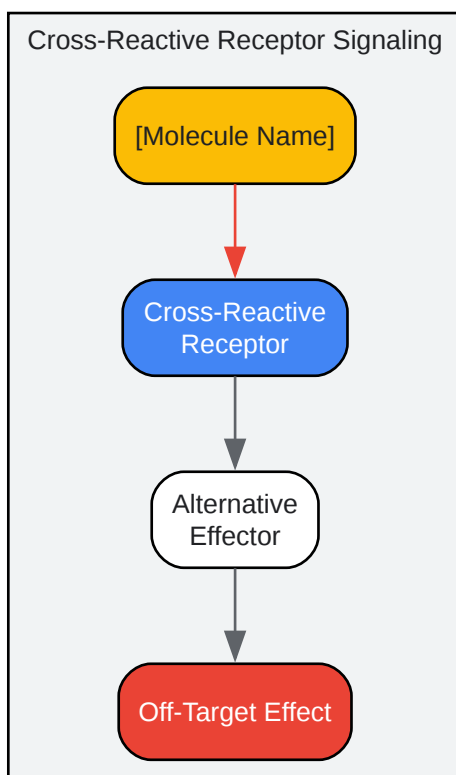 Cross-Reactive Receptor Signaling
[Molecule Name]
Cross-Reactive
Receptor
Alternative
Effector
Off-Target Effect